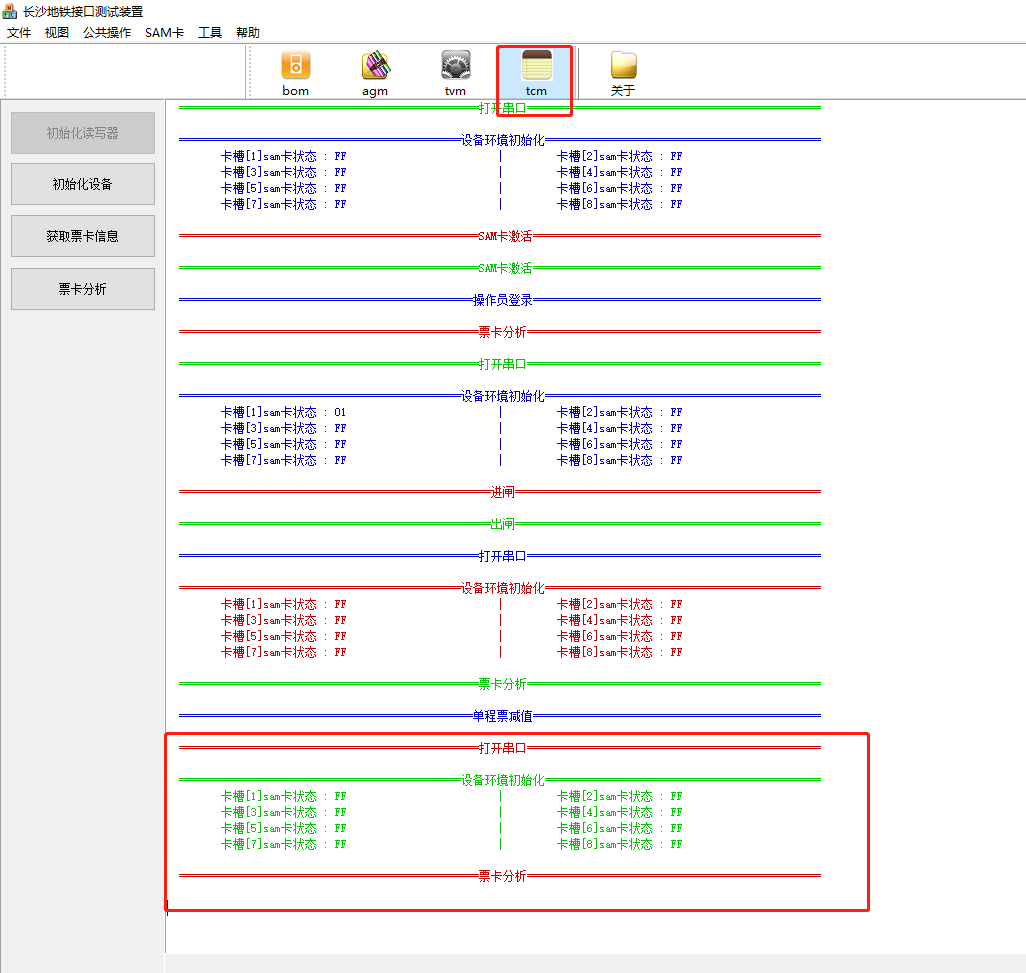 长沙地铁接口测试装置
文件 视图 公共操作 SAM卡 工具 帮助
bom agm tvm tcm 关于
初始化读写器
初始化设备
获取票卡信息
票卡分析
打开串口
设备环境初始化
卡槽[1]sam卡状态 : FF | 卡槽[2]sam卡状态 : FF
卡槽[3]sam卡状态 : FF | 卡槽[4]sam卡状态 : FF
卡槽[5]sam卡状态 : FF | 卡槽[6]sam卡状态 : FF
卡槽[7]sam卡状态 : FF | 卡槽[8]sam卡状态 : FF
SAM卡激活
SAM卡激活
操作员登录
票卡分析
打开串口
设备环境初始化
卡槽[1]sam卡状态 : 01 | 卡槽[2]sam卡状态 : FF
卡槽[3]sam卡状态 : FF | 卡槽[4]sam卡状态 : FF
卡槽[5]sam卡状态 : FF | 卡槽[6]sam卡状态 : FF
卡槽[7]sam卡状态 : FF | 卡槽[8]sam卡状态 : FF
进闸
出闸
打开串口
设备环境初始化
卡槽[1]sam卡状态 : FF | 卡槽[2]sam卡状态 : FF
卡槽[3]sam卡状态 : FF | 卡槽[4]sam卡状态 : FF
卡槽[5]sam卡状态 : FF | 卡槽[6]sam卡状态 : FF
卡槽[7]sam卡状态 : FF | 卡槽[8]sam卡状态 : FF
票卡分析
单程票减值
打开串口
设备环境初始化
卡槽[1]sam卡状态 : FF | 卡槽[2]sam卡状态 : FF
卡槽[3]sam卡状态 : FF | 卡槽[4]sam卡状态 : FF
卡槽[5]sam卡状态 : FF | 卡槽[6]sam卡状态 : FF
卡槽[7]sam卡状态 : FF | 卡槽[8]sam卡状态 : FF
票卡分析